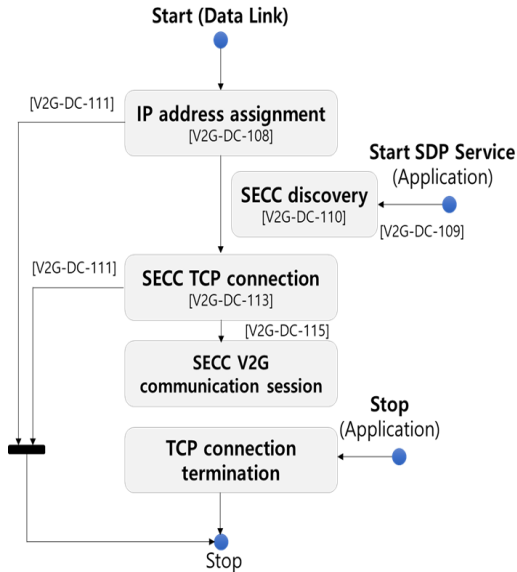 Start (Data Link)
[V2G-DC-111]
IP address assignment
[V2G-DC-108]
Start SDP Service
(Application)
SECC discovery
[V2G-DC-110]
[V2G-DC-109]
[V2G-DC-111]
SECC TCP connection
[V2G-DC-113]
[V2G-DC-115]
SECC V2G
communication session
Stop
(Application)
TCP connection
termination
Stop